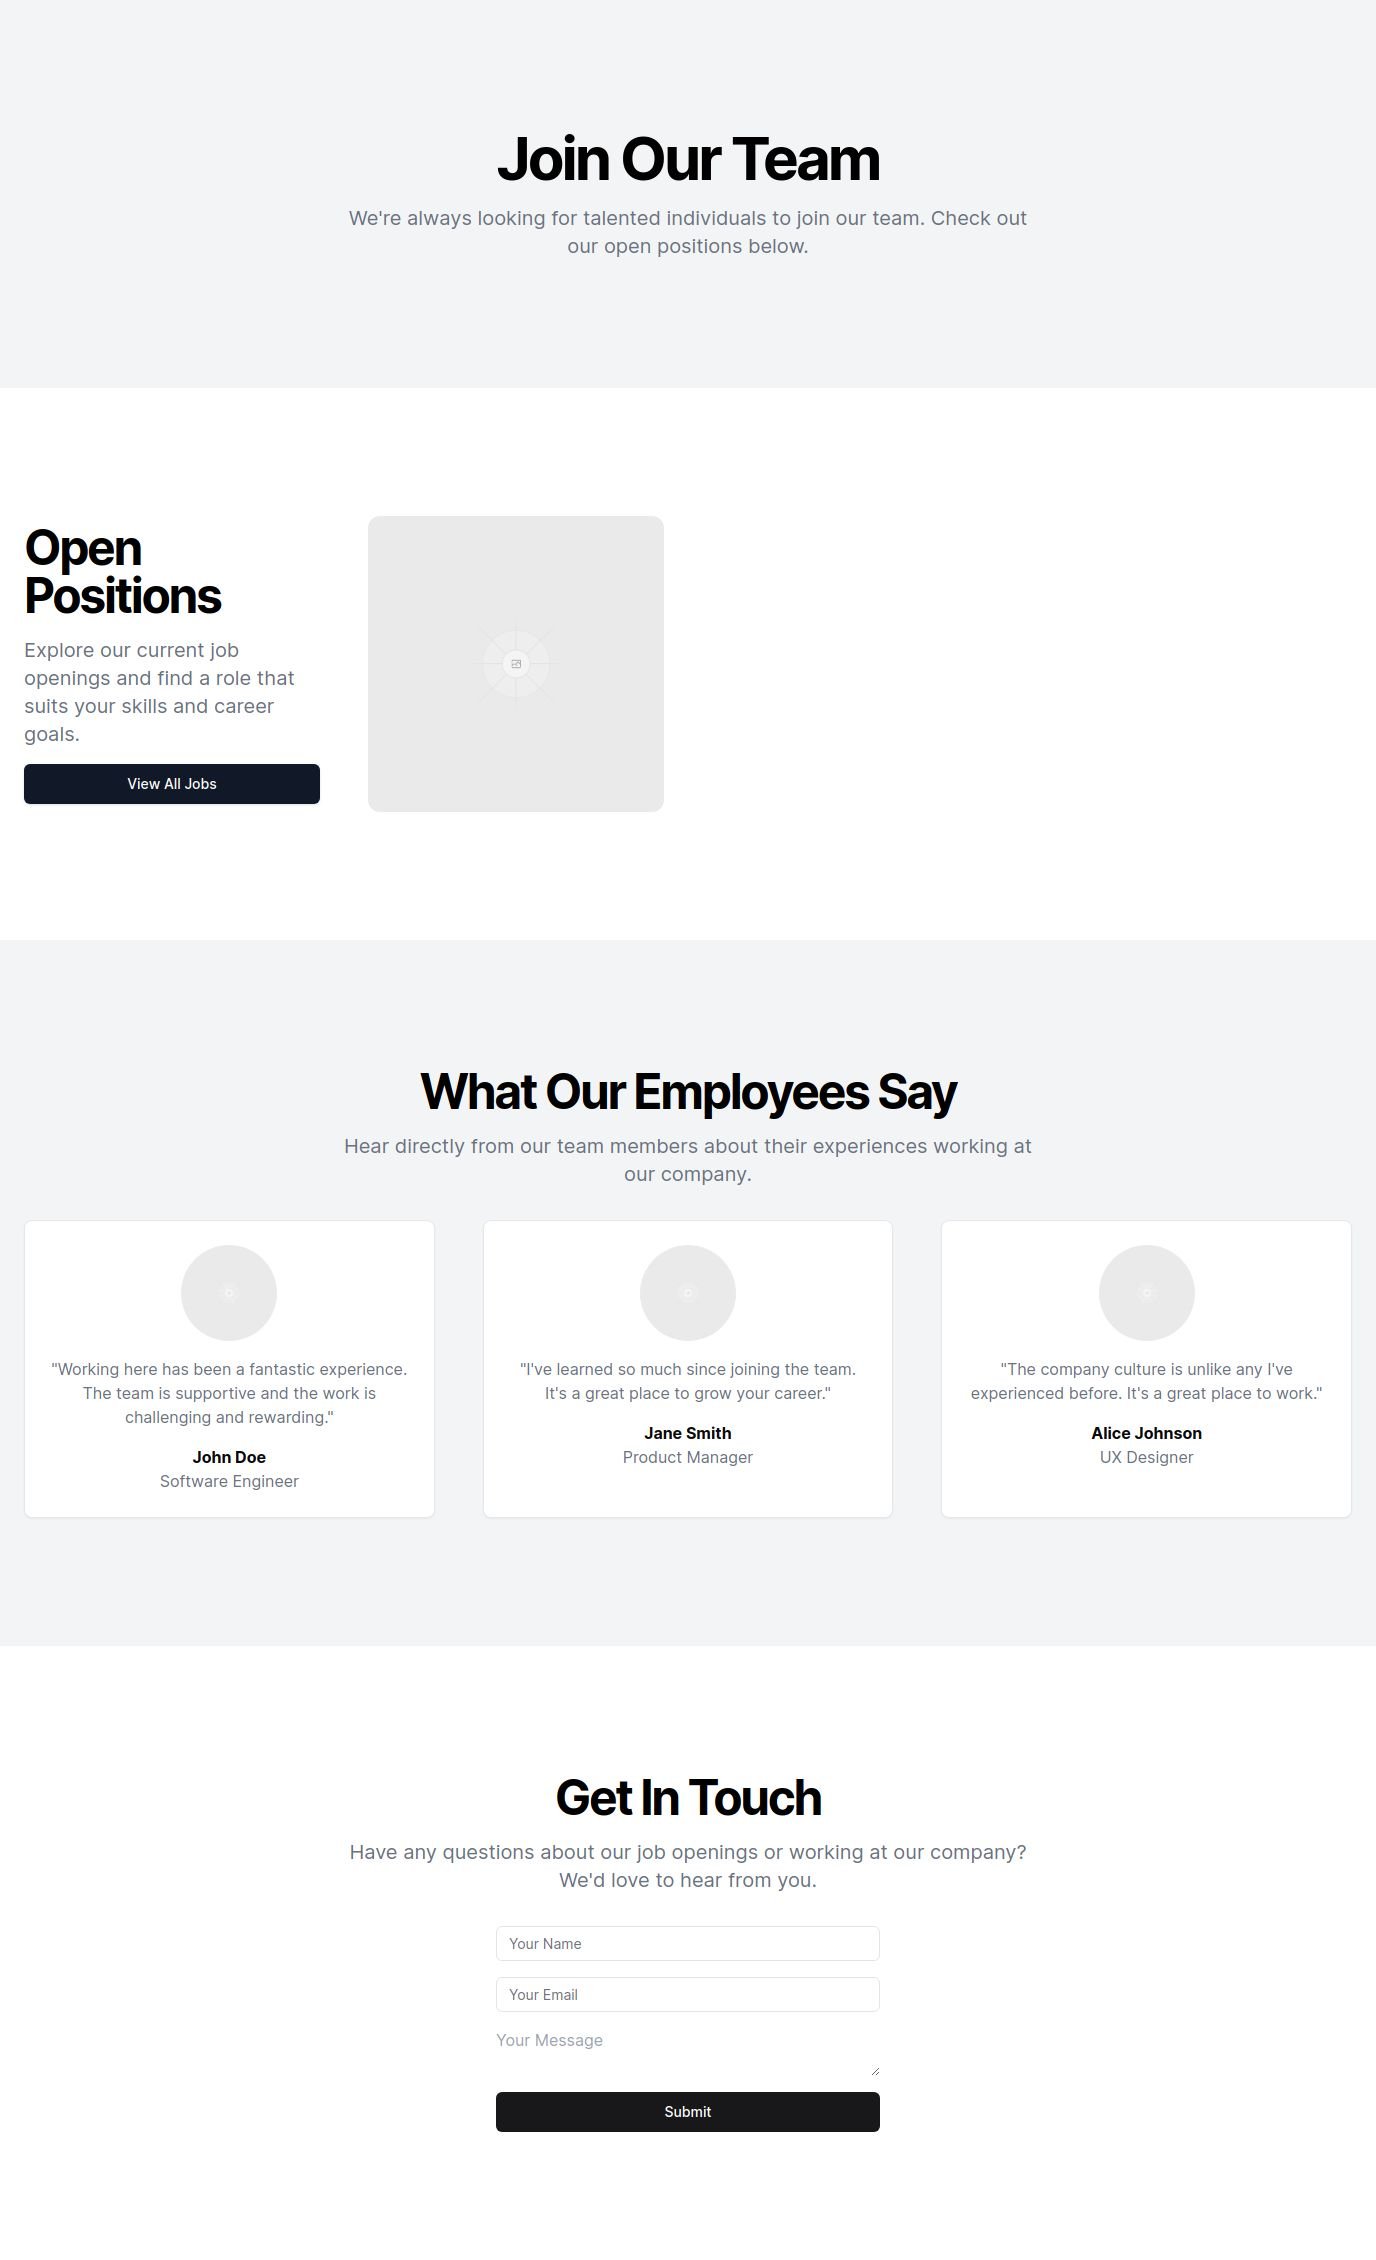 Join Our Team
We're always looking for talented individuals to join our team. Check out
our open positions below.
Open
Positions
Explore our current job
openings and find a role that
suits your skills and career
goals.
View All Jobs
What Our Employees Say
Hear directly from our team members about their experiences working at
our company.
"Working here has been a fantastic experience.
The team is supportive and the work is
challenging and rewarding."
John Doe
Software Engineer
"I've learned so much since joining the team.
It's a great place to grow your career."
Jane Smith
Product Manager
"The company culture is unlike any I've
experienced before. It's a great place to work."
Alice Johnson
UX Designer
Get In Touch
Have any questions about our job openings or working at our company?
We'd love to hear from you.
Your Name
Your Email
Your Message
Submit